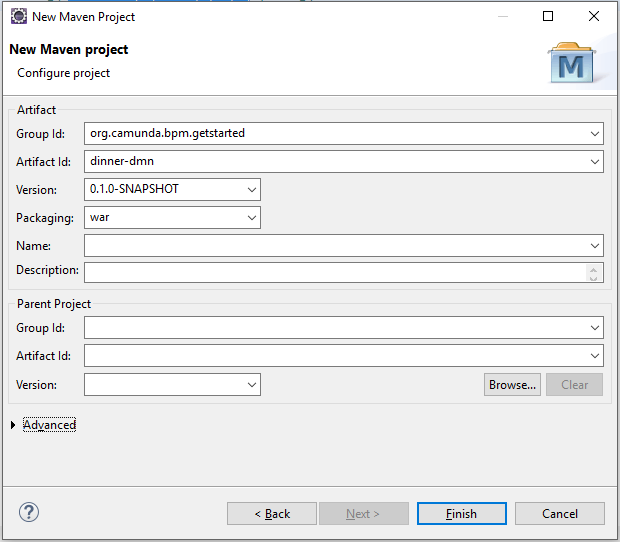 New Maven Project
New Maven project
Configure project
M
Artifact
Group Id: org.camunda.bpm.getstarted
Artifact Id: dinner-dmn
Version: 0.1.0-SNAPSHOT
Packaging: war
Name:
Description:
Parent Project
Group Id:
Artifact Id:
Version: Browse... Clear
Advanced
? < Back Next > Finish Cancel